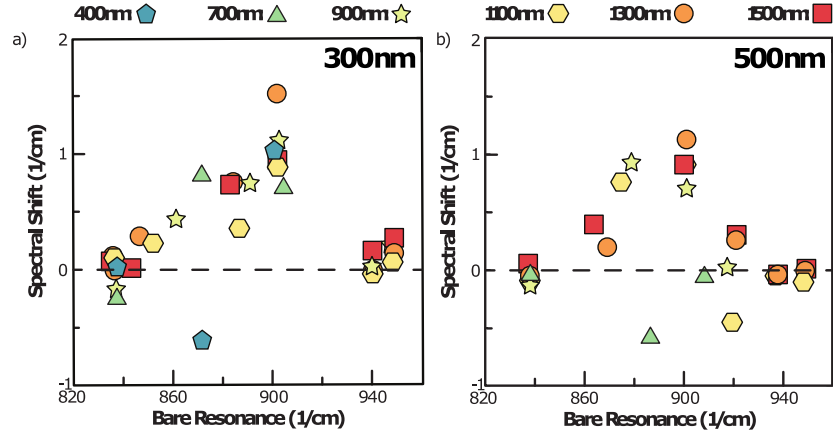 400nm 700nm 900nm 1100nm 1300nm 1500nm
a) 300nm b) 500nm
2 2
1 1
0 0
-1 -1
Spectral Shift (1/cm) Spectral Shift (1/cm)
820 860 900 940 820 860 900 940
Bare Resonance (1/cm) Bare Resonance (1/cm)